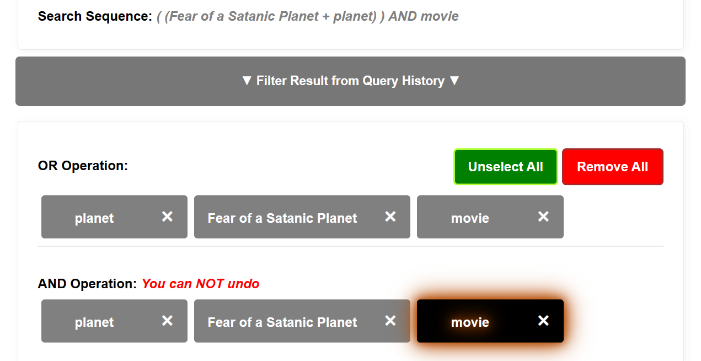 Search Sequence: ( (Fear of a Satanic Planet + planet) ) AND movie
▼ Filter Result from Query History ▼
OR Operation: Unselect All Remove All
planet ✕ Fear of a Satanic Planet ✕ movie ✕
AND Operation: You can NOT undo
planet ✕ Fear of a Satanic Planet ✕ movie ✕